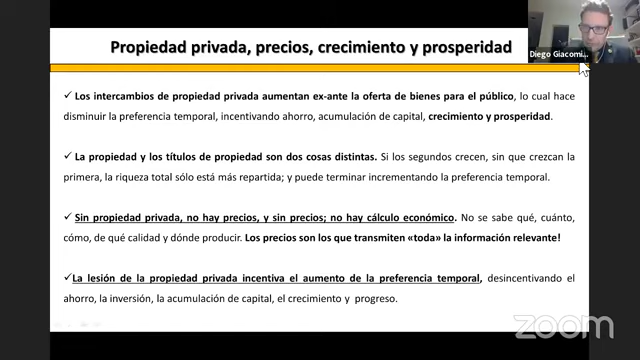 Diego Giacomi...
Propiedad privada, precios, crecimiento y prosperidad
✓ Los intercambios de propiedad privada aumentan ex-ante la oferta de bienes para el público, lo cual hace
disminuir la preferencia temporal, incentivando ahorro, acumulación de capital, crecimiento y prosperidad.
✓ La propiedad y los títulos de propiedad son dos cosas distintas. Si los segundos crecen, sin que crezcan la
primera, la riqueza total sólo está más repartida; y puede terminar incrementando la preferencia temporal.
✓ Sin propiedad privada, no hay precios, y sin precios; no hay cálculo económico. No se sabe qué, cuánto,
cómo, de qué calidad y dónde producir. Los precios son los que transmiten «toda» la información relevante!
✓La lesión de la propiedad privada incentiva el aumento de la preferencia temporal, desincentivando el
ahorro, la inversión, la acumulación de capital, el crecimiento y progreso.
zoom